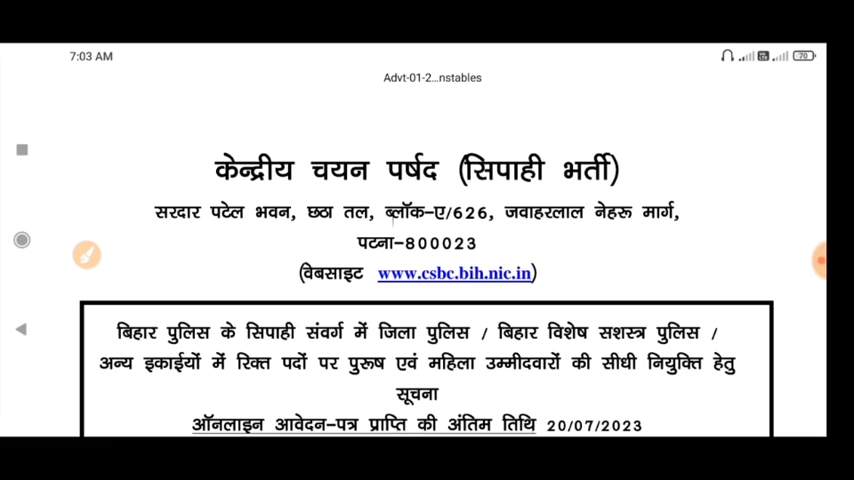 7:03 AM
70
Advt-01-2...nstables
केन्द्रीय चयन पर्षद (सिपाही भर्ती)
सरदार पटेल भवन, छठा तल, ब्लॉक-ए/626, जवाहरलाल नेहरू मार्ग,
पटना-800023
(वेबसाइट www.csbc.bih.nic.in)
बिहार पुलिस के सिपाही संवर्ग में जिला पुलिस / बिहार विशेष सशस्त्र पुलिस /
अन्य इकाईयों में रिक्त पदों पर पुरूष एवं महिला उम्मीदवारों की सीधी नियुक्ति हेतु
सूचना
ऑनलाइन आवेदन-पत्र प्राप्ति की अंतिम तिथि 20/07/2023